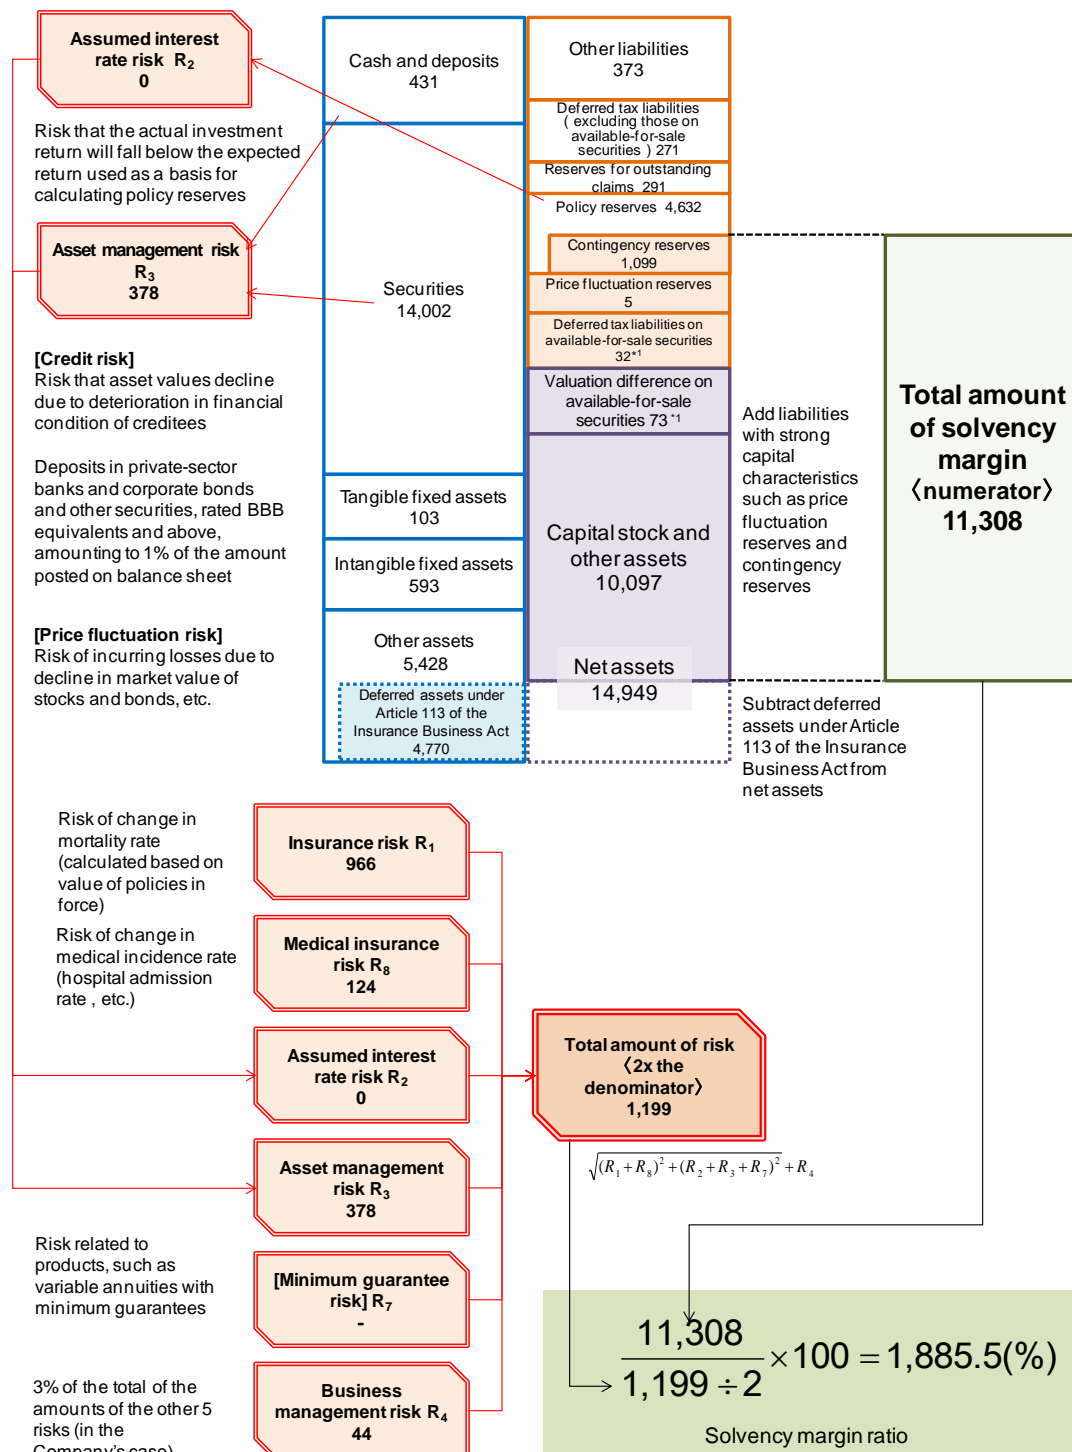 Assumed interest
rate risk R2
0
Risk that the actual investment
return will fall below the expected
return used as a basis for
calculating policy reserves
Asset management risk
R3
378
[Credit risk]
Risk that asset values decline
due to deterioration in financial
condition of creditees
Deposits in private-sector
banks and corporate bonds
and other securities, rated BBB
equivalents and above,
amounting to 1% of the amount
posted on balance sheet
[Price fluctuation risk]
Risk of incurring losses due to
decline in market value of
stocks and bonds, etc.
Cash and deposits
431
Securities
14,002
Tangible fixed assets
103
Intangible fixed assets
593
Other assets
5,428
Deferred assets under
Article 113 of the
Insurance Business Act
4,770
Other liabilities
373
Deferred tax liabilities
( excluding those on
available-for-sale
securities ) 271
Reserves for outstanding
claims 291
Policy reserves 4,632
Contingency reserves
1,099
Price fluctuation reserves
5
Deferred tax liabilities on
available-for-sale securities
32*1
Valuation difference on
available-for-sale
securities 73 *1
Capital stock and
other assets
10,097
Net assets
14,949
Add liabilities
with strong
capital
characteristics
such as price
fluctuation
reserves and
contingency
reserves
Subtract deferred
assets under Article
113 of the Insurance
Business Act from
net assets
Total amount
of solvency
margin
〈numerator〉
11,308
Risk of change in
mortality rate
(calculated based on
value of policies in
force)
Insurance risk R1
966
Risk of change in
medical incidence rate
(hospital admission
rate , etc.)
Medical insurance
risk R8
124
Assumed interest
rate risk R2
0
Asset management
risk R3
378
Risk related to
products, such as
variable annuities with
minimum guarantees
[Minimum guarantee
risk] R7
-
3% of the total of the
amounts of the other 5
risks (in the
Company's case)
Business
management risk R4
44
Total amount of risk
〈2x the
denominator〉
1,199
√(R1+R8)²+(R2+R3+R7)²+R4
11,308
1,199 ÷ 2
×100 = 1,885.5(%)
Solvency margin ratio